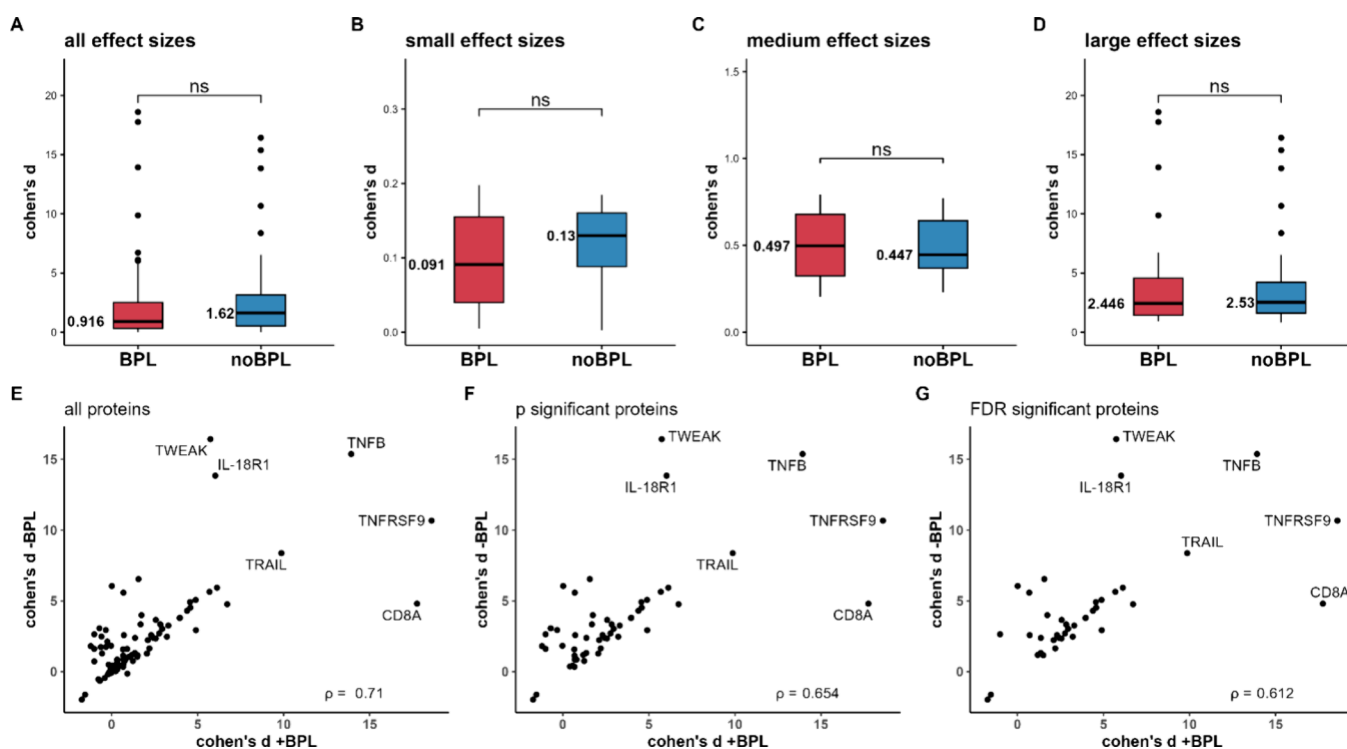 A
all effect sizes
cohen's d
20
15
10
5
0
ns
0.916
1.62
BPL
noBPL
B
small effect sizes
cohen's d
0.3
0.2
0.1
0.0
ns
0.091
0.13
BPL
noBPL
C
medium effect sizes
cohen's d
1.5
1.0
0.5
0.0
ns
0.497
0.447
BPL
noBPL
D
large effect sizes
cohen's d
20
15
10
5
0
ns
2.446
2.53
BPL
noBPL
E
all proteins
cohen's d -BPL
15
10
5
0
TWEAK
TNFB
IL-18R1
TNFRSF9
TRAIL
CD8A
ρ = 0.71
0
5
10
15
cohen's d +BPL
F
p significant proteins
cohen's d -BPL
15
10
5
0
TWEAK
TNFB
IL-18R1
TNFRSF9
TRAIL
CD8A
ρ = 0.654
0
5
10
15
cohen's d +BPL
G
FDR significant proteins
cohen's d -BPL
15
10
5
0
TWEAK
TNFB
IL-18R1
TNFRSF9
TRAIL
CD8A
ρ = 0.612
0
5
10
15
cohen's d +BPL